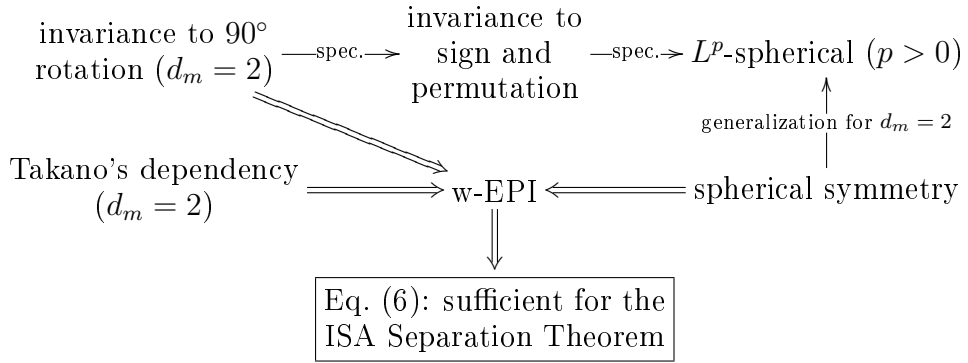 invariance to 90°
rotation (d_m = 2)
spec.
invariance to
sign and
permutation
spec.
L^p-spherical (p > 0)
generalization for d_m = 2
Takano's dependency
(d_m = 2)
w-EPI
spherical symmetry
Eq. (6): sufficient for the
ISA Separation Theorem